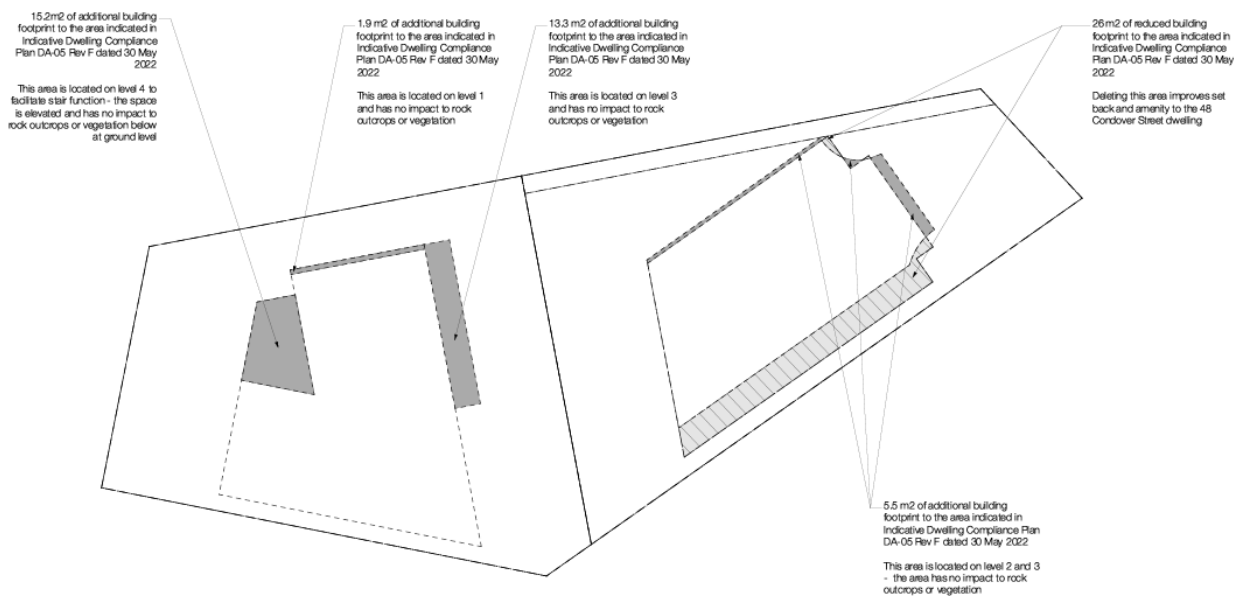 15.2m2 of additional building
footprint to the area indicated in
Indicative Dwelling Compliance
Plan DA-05 Rev F dated 30 May
2022
This area is located on level 4 to
facilitate stair function - the space
is elevated and has no impact to
rock outcrops or vegetation below
at ground level
1.9 m2 of additional building
footprint to the area indicated in
Indicative Dwelling Compliance
Plan DA-05 Rev F dated 30 May
2022
This area is located on level 1
and has no impact to rock
outcrops or vegetation
13.3 m2 of additional building
footprint to the area indicated in
Indicative Dwelling Compliance
Plan DA-05 Rev F dated 30 May
2022
This area is located on level 3
and has no impact to rock
outcrops or vegetation
26 m2 of reduced building
footprint to the area indicated in
Indicative Dwelling Compliance
Plan DA-05 Rev F dated 30 May
2022
Deleting this area improves set
back and amenity to the 48
Condover Street dwelling
5.5 m2 of additional building
footprint to the area indicated in
Indicative Dwelling Compliance Plan
DA-05 Rev F dated 30 May 2022
This area is located on level 2 and 3
- the area has no impact to rock
outcrops or vegetation